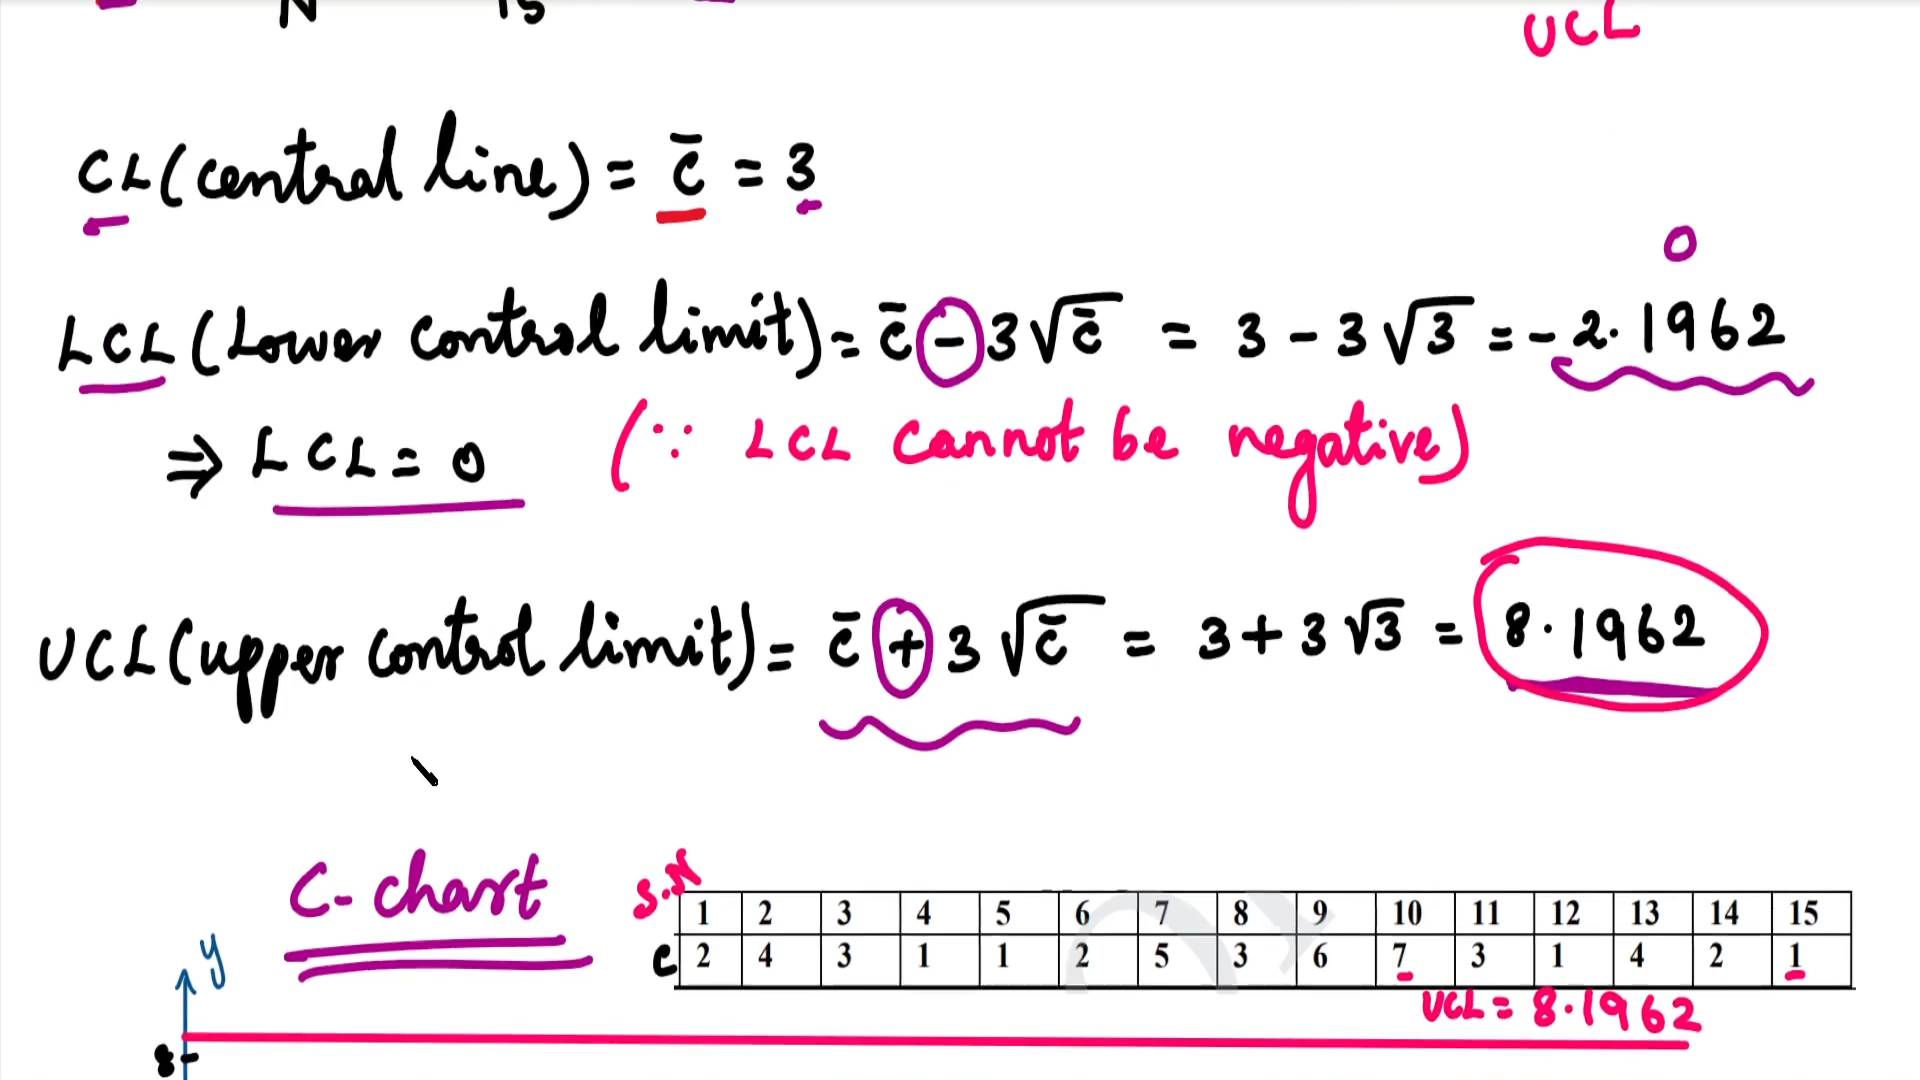 N 15
UCL
CL (central line) = c̄ = 3
0
LCL (Lower control limit) = c̄ - 3√c̄ = 3 - 3√3 = -2.1962
⇒ LCL = 0 (∵ LCL cannot be negative)
UCL (upper control limit) = c̄ + 3√c̄ = 3 + 3√3 = 8.1962
C-chart
S.N 1 2 3 4 5 6 7 8 9 10 11 12 13 14 15
C 2 4 3 1 1 2 5 3 6 7 3 1 4 2 1
y
UCL = 8.1962
8